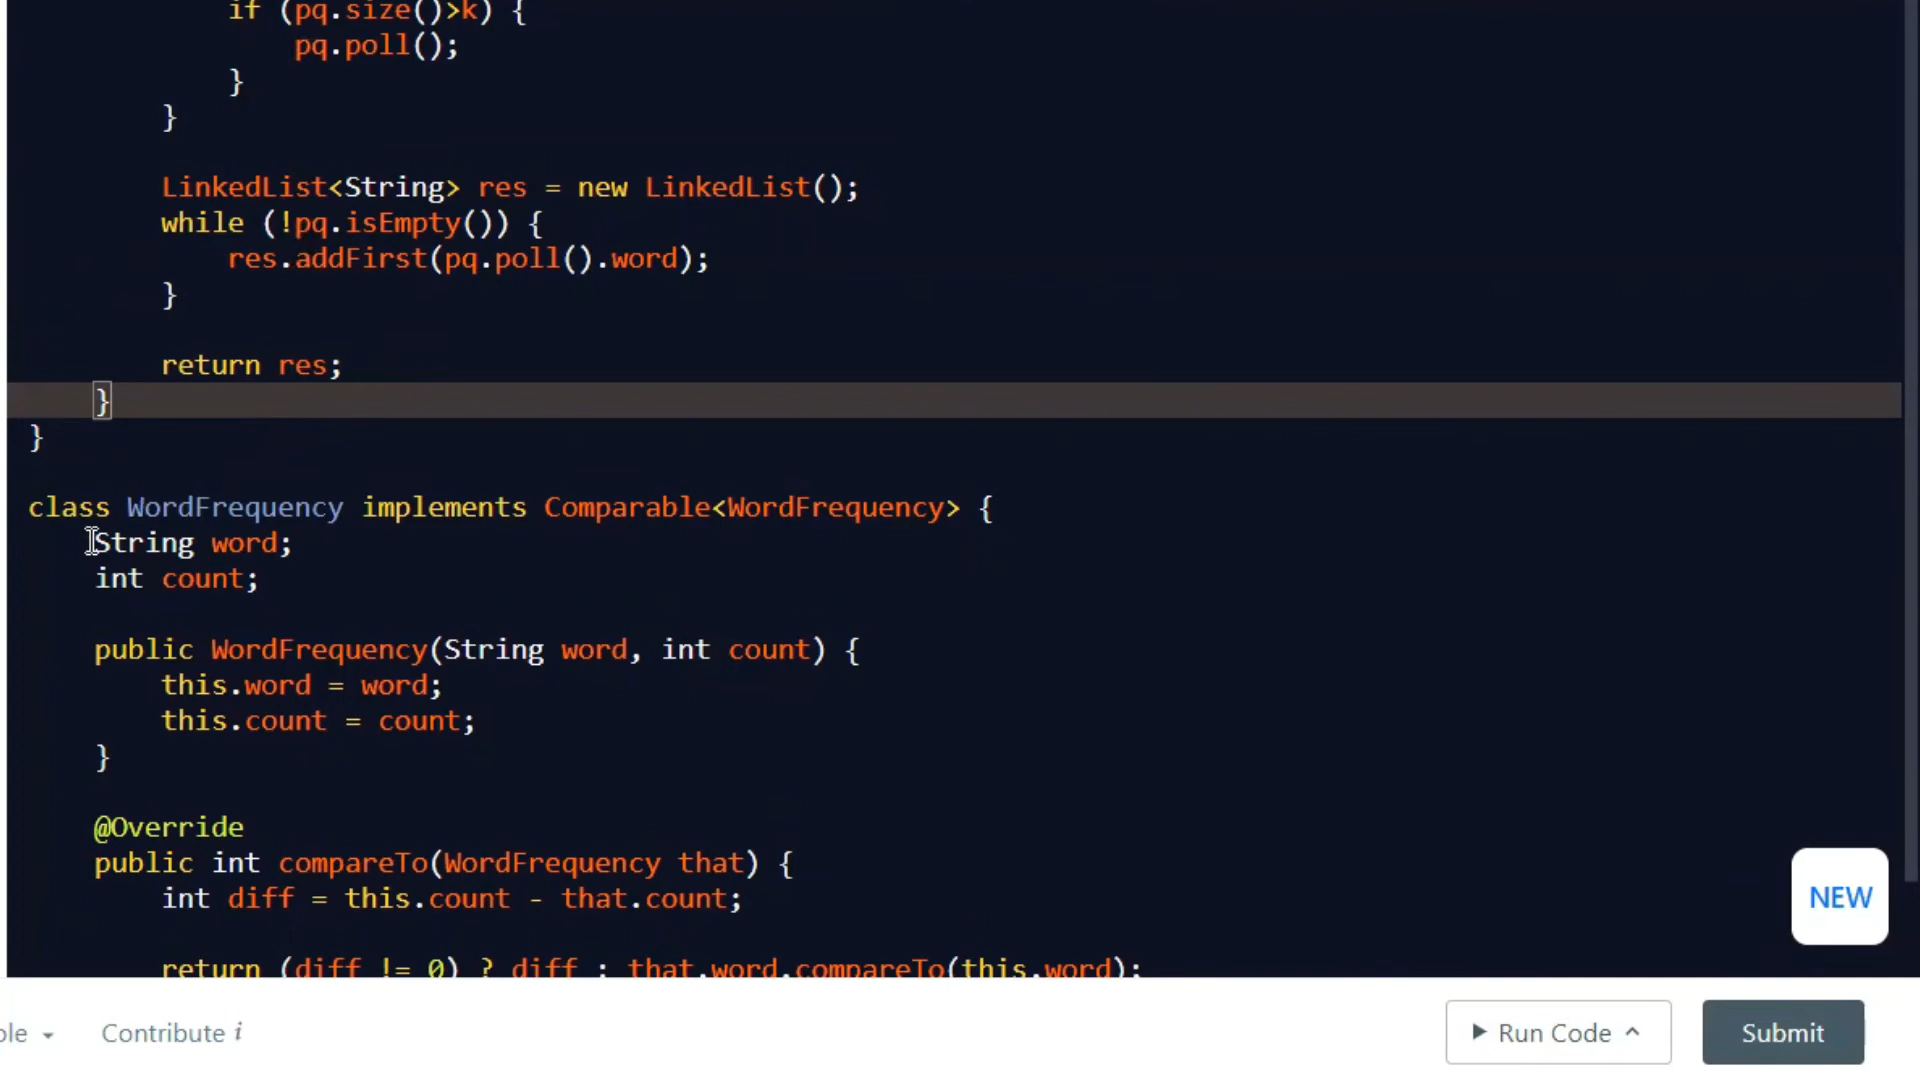 if (pq.size()>k) {
pq.poll();
}
}
LinkedList<String> res = new LinkedList();
while (!pq.isEmpty()) {
res.addFirst(pq.poll().word);
}
return res;
}
}
class WordFrequency implements Comparable<WordFrequency> {
String word;
int count;
public WordFrequency(String word, int count) {
this.word = word;
this.count = count;
}
@Override
public int compareTo(WordFrequency that) {
int diff = this.count - that.count;
return (diff != 0) ? diff : that.word.compareTo(this.word);
NEW
Contribute i
Run Code
Submit